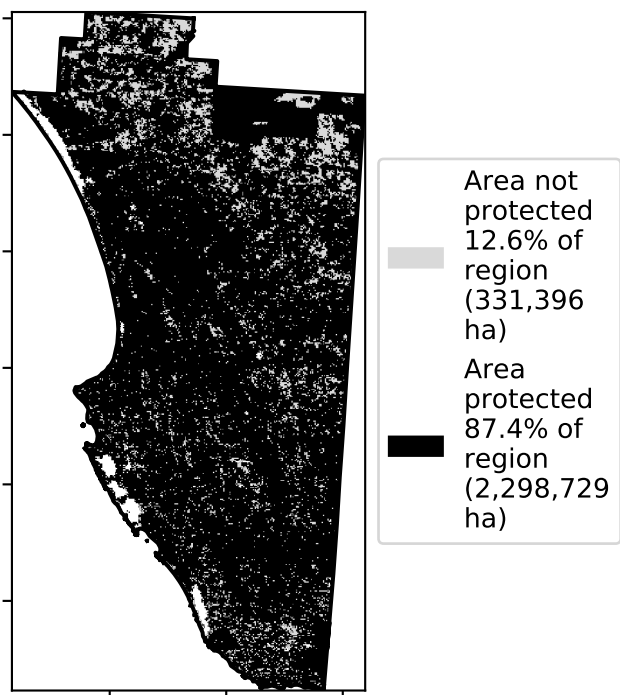 Area not
protected
12.6% of
region
(331,396
ha)
Area
protected
87.4% of
region
(2,298,729
ha)